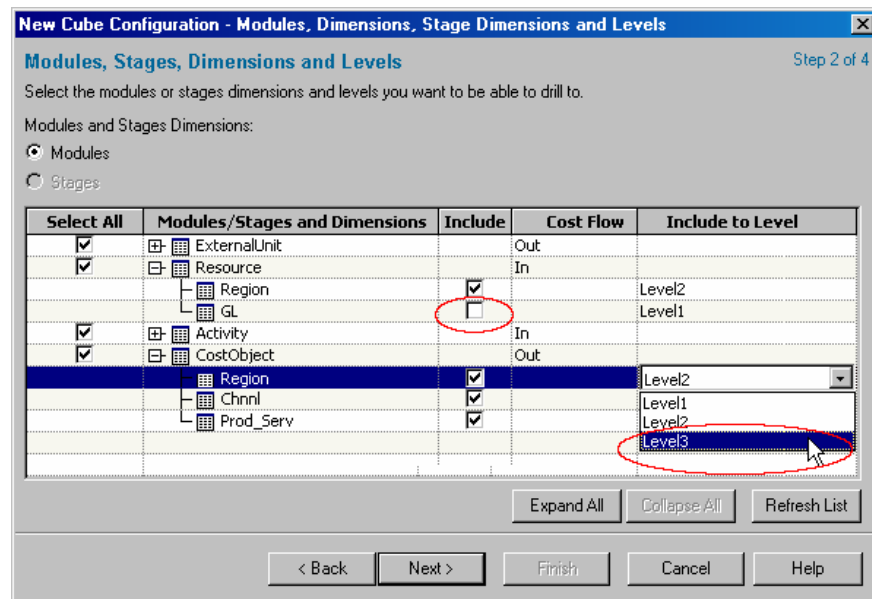 New Cube Configuration - Modules, Dimensions, Stage Dimensions and Levels
Modules, Stages, Dimensions and Levels Step 2 of 4
Select the modules or stages dimensions and levels you want to be able to drill to.
Modules and Stages Dimensions:
Modules
Stages
Select All Modules/Stages and Dimensions Include Cost Flow Include to Level
ExternalUnit Out
Resource In
Region Level2
GL Level1
Activity In
CostObject Out
Region Level2
Chnnl Level1
Prod_Serv Level2
Level3
Expand All Collapse All Refresh List
< Back Next > Finish Cancel Help